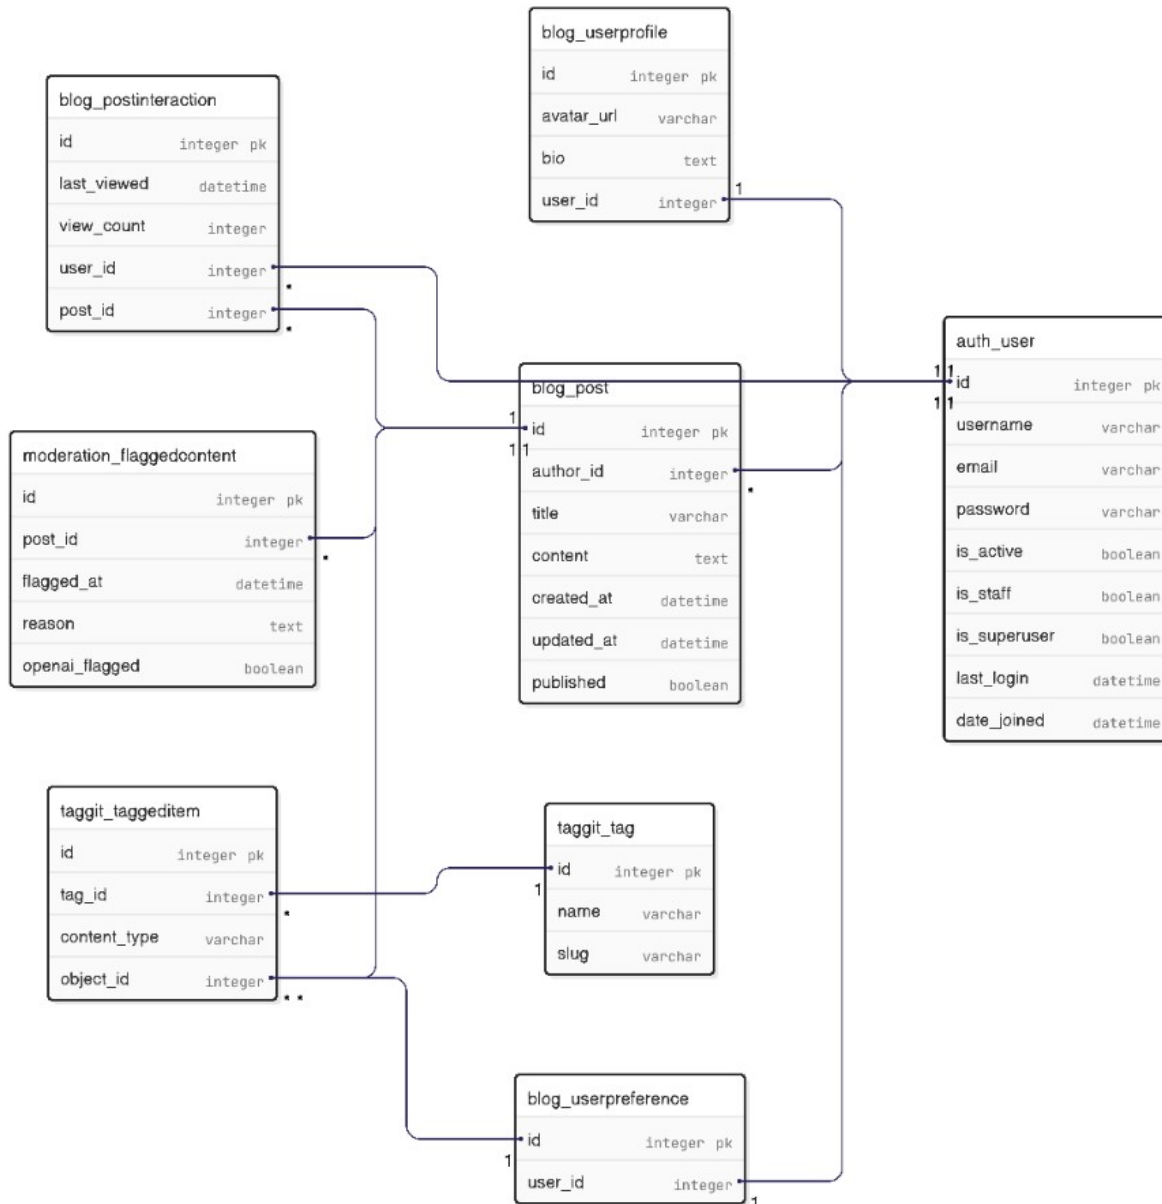 blog_userprofile
id integer pk
avatar_url varchar
bio text
user_id integer
1
blog_postinteraction
id integer pk
last_viewed datetime
view_count integer
user_id integer
*
post_id integer
*
auth_user
1 1
id integer pk
1 1
username varchar
email varchar
password varchar
is_active boolean
is_staff boolean
is_superuser boolean
last_login datetime
date_joined datetime
blog_post
1
id integer pk
1 1
author_id integer
*
title varchar
content text
created_at datetime
updated_at datetime
published boolean
moderation_flaggedcontent
id integer pk
post_id integer
*
flagged_at datetime
reason text
openai_flagged boolean
taggit_taggeditem
id integer pk
tag_id integer
*
content_type varchar
object_id integer
* *
taggit_tag
id integer pk
1
name varchar
slug varchar
blog_userpreference
id integer pk
1
user_id integer
1